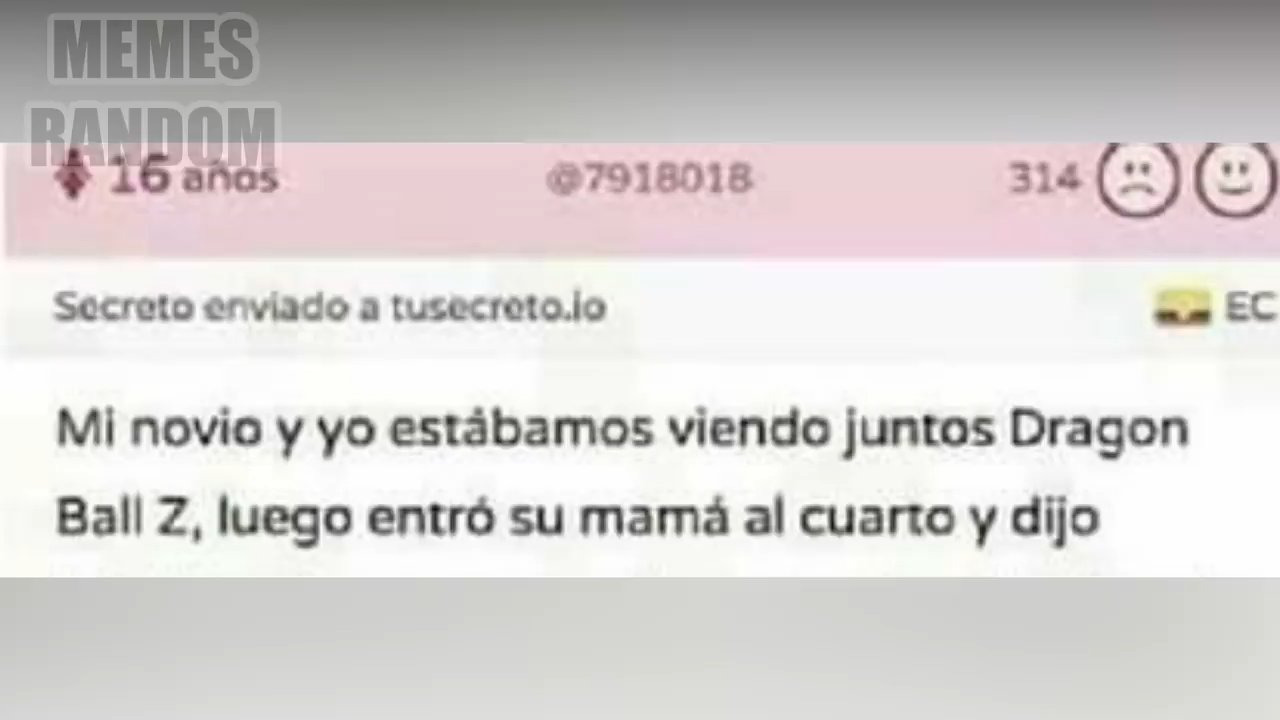 MEMES
RANDOM
16 años @7918018 314
Secreto enviado a tusecreto.io EC
Mi novio y yo estábamos viendo juntos Dragon
Ball Z, luego entró su mamá al cuarto y dijo